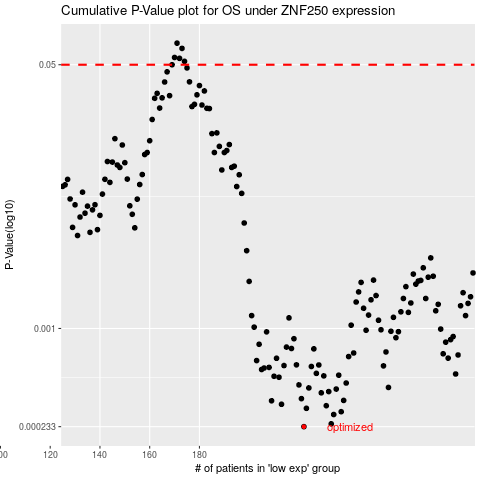 Cumulative P-Value plot for OS under ZNF250 expression
P-Value(log10)
0.05
0.001
0.000233
optimized
00 120 140 160 180
# of patients in 'low exp' group